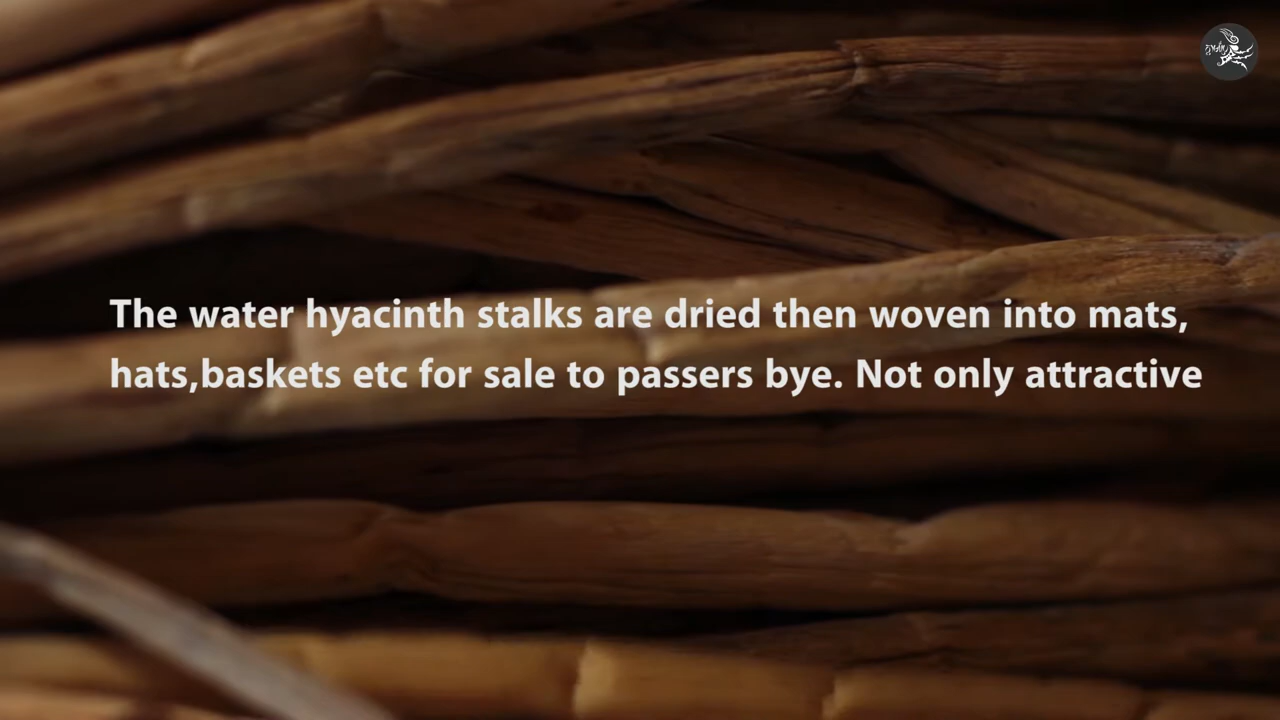 The water hyacinth stalks are dried then woven into mats,
hats,baskets etc for sale to passers bye. Not only attractive